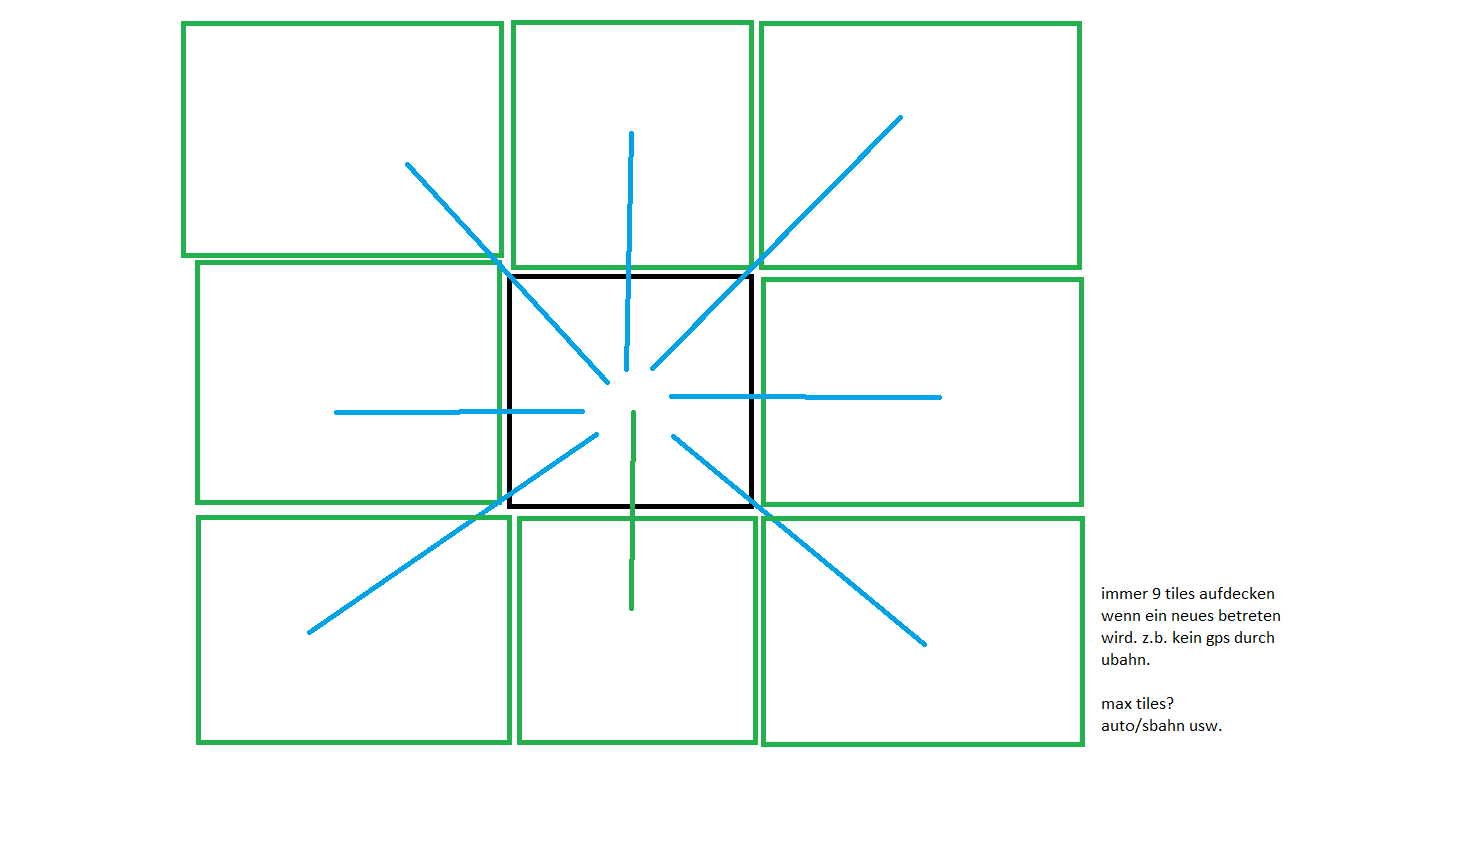 immer 9 tiles aufdecken
wenn ein neues betreten
wird. z.b. kein gps durch
ubahn.
max tiles?
auto/sbahn usw.